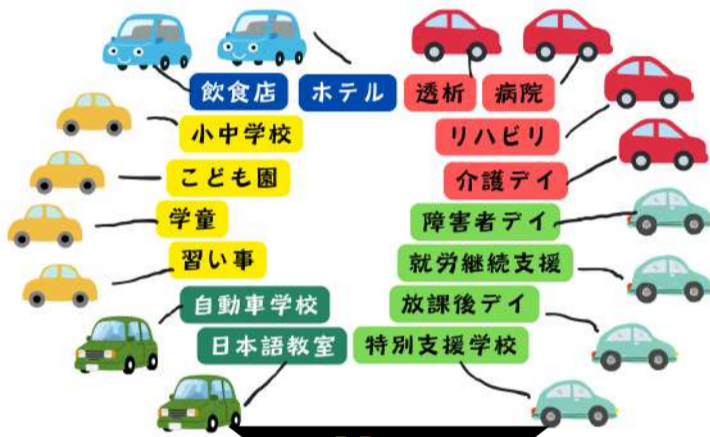 飲食店 ホテル 透析 病院
小中学校 リハビリ
こども園 介護デイ
学童 障害者デイ
習い事 就労継続支援
自動車学校 放課後デイ
日本語教室 特別支援学校